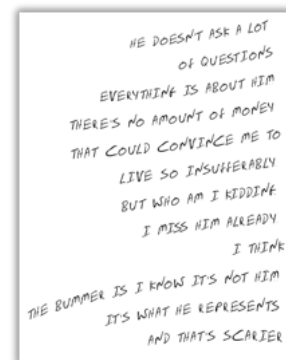 HE DOESN'T ASK A LOT
OF QUESTIONS
EVERYTHING IS ABOUT HIM
THERE'S NO AMOUNT OF MONEY
THAT COULD CONVINCE ME TO
LIVE SO INSUFFERABLY
BUT WHO AM I KIDDING
I MISS HIM ALREADY
I THINK
THE BUMMER IS I KNOW IT'S NOT HIM
IT'S WHAT HE REPRESENTS
AND THAT'S SCARIER